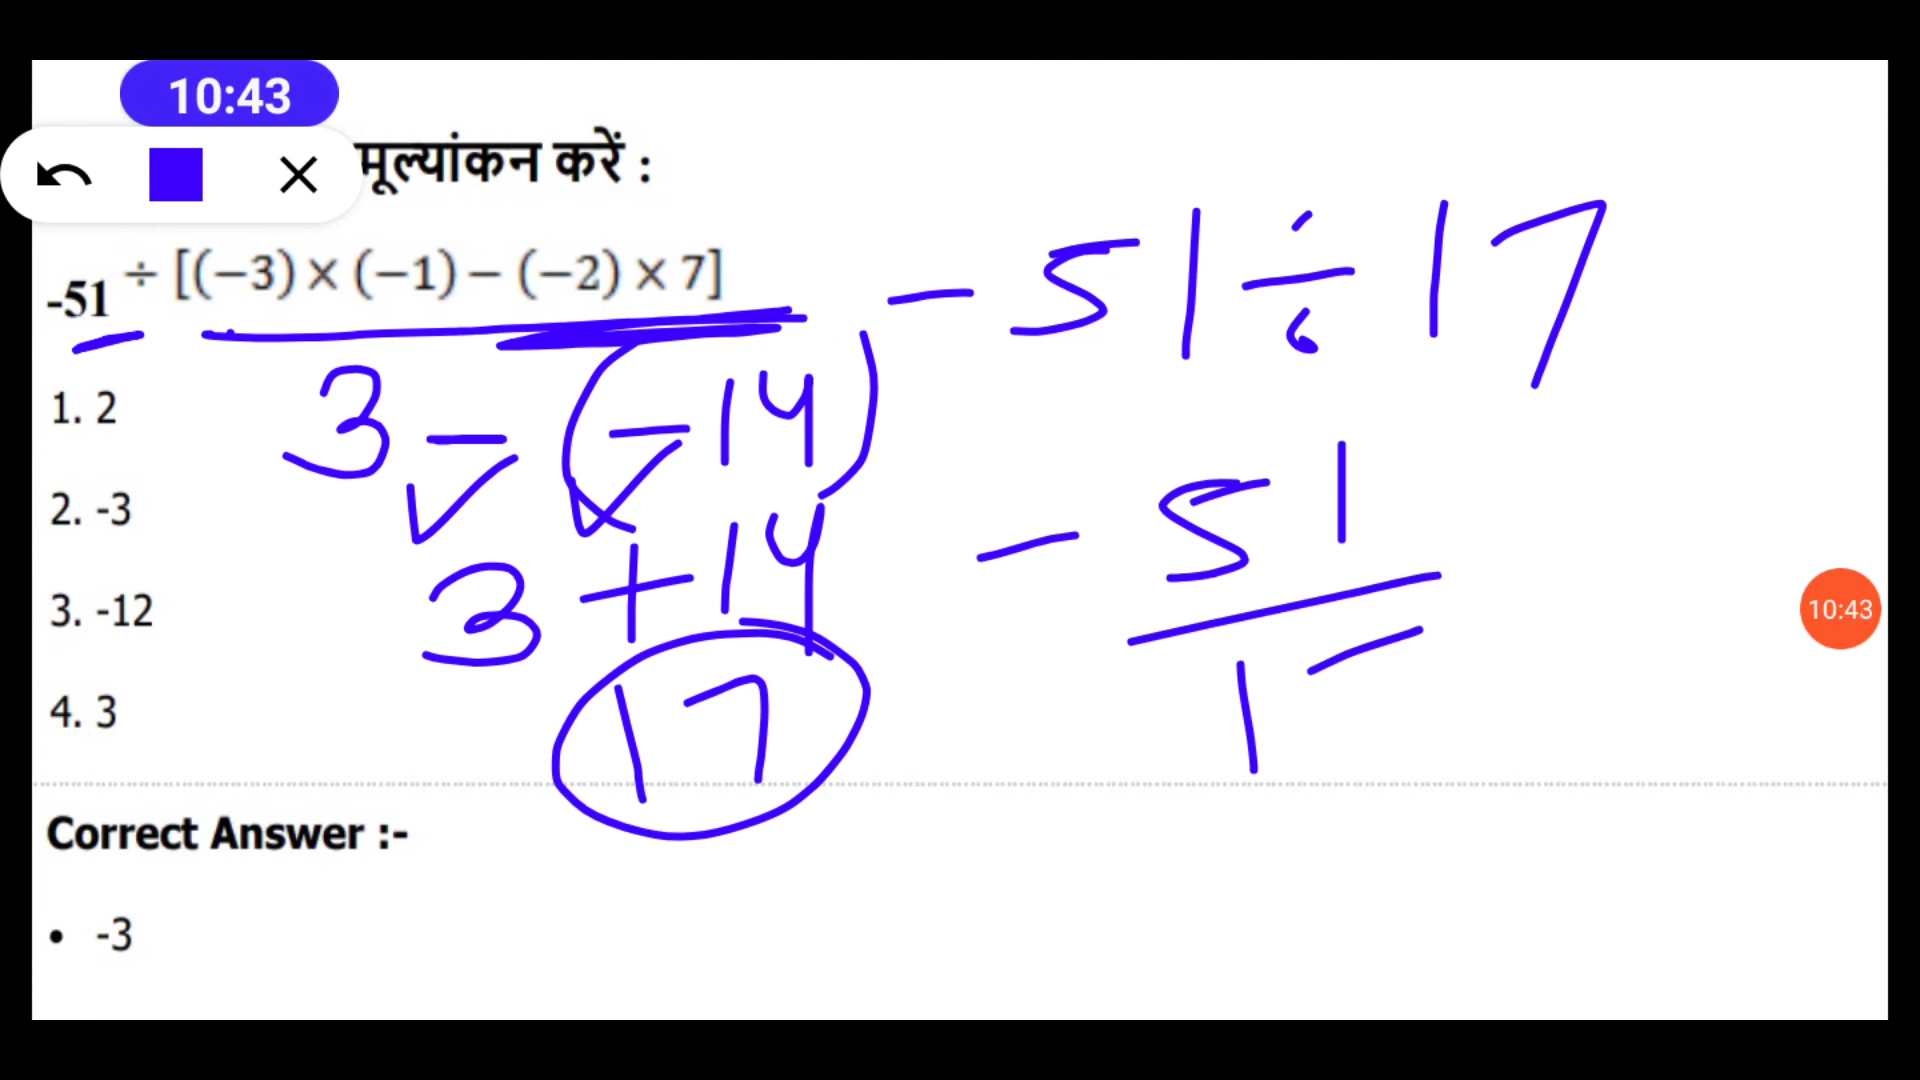 10:43
मूल्यांकन करें :
-51 ÷ [(−3) × (−1) − (−2) × 7]
− 51 ÷ 17
1. 2
3 − (−14)
2. -3
3 + 14
− 51
3. -12
10:43
17
1
4. 3
Correct Answer :-
• -3